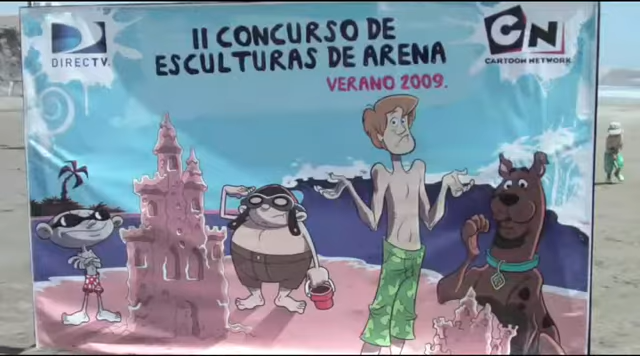 II CONCURSO DE
ESCULTURAS DE ARENA
VERANO 2009.
DIRECTV.
CN
CARTOON NETWORK